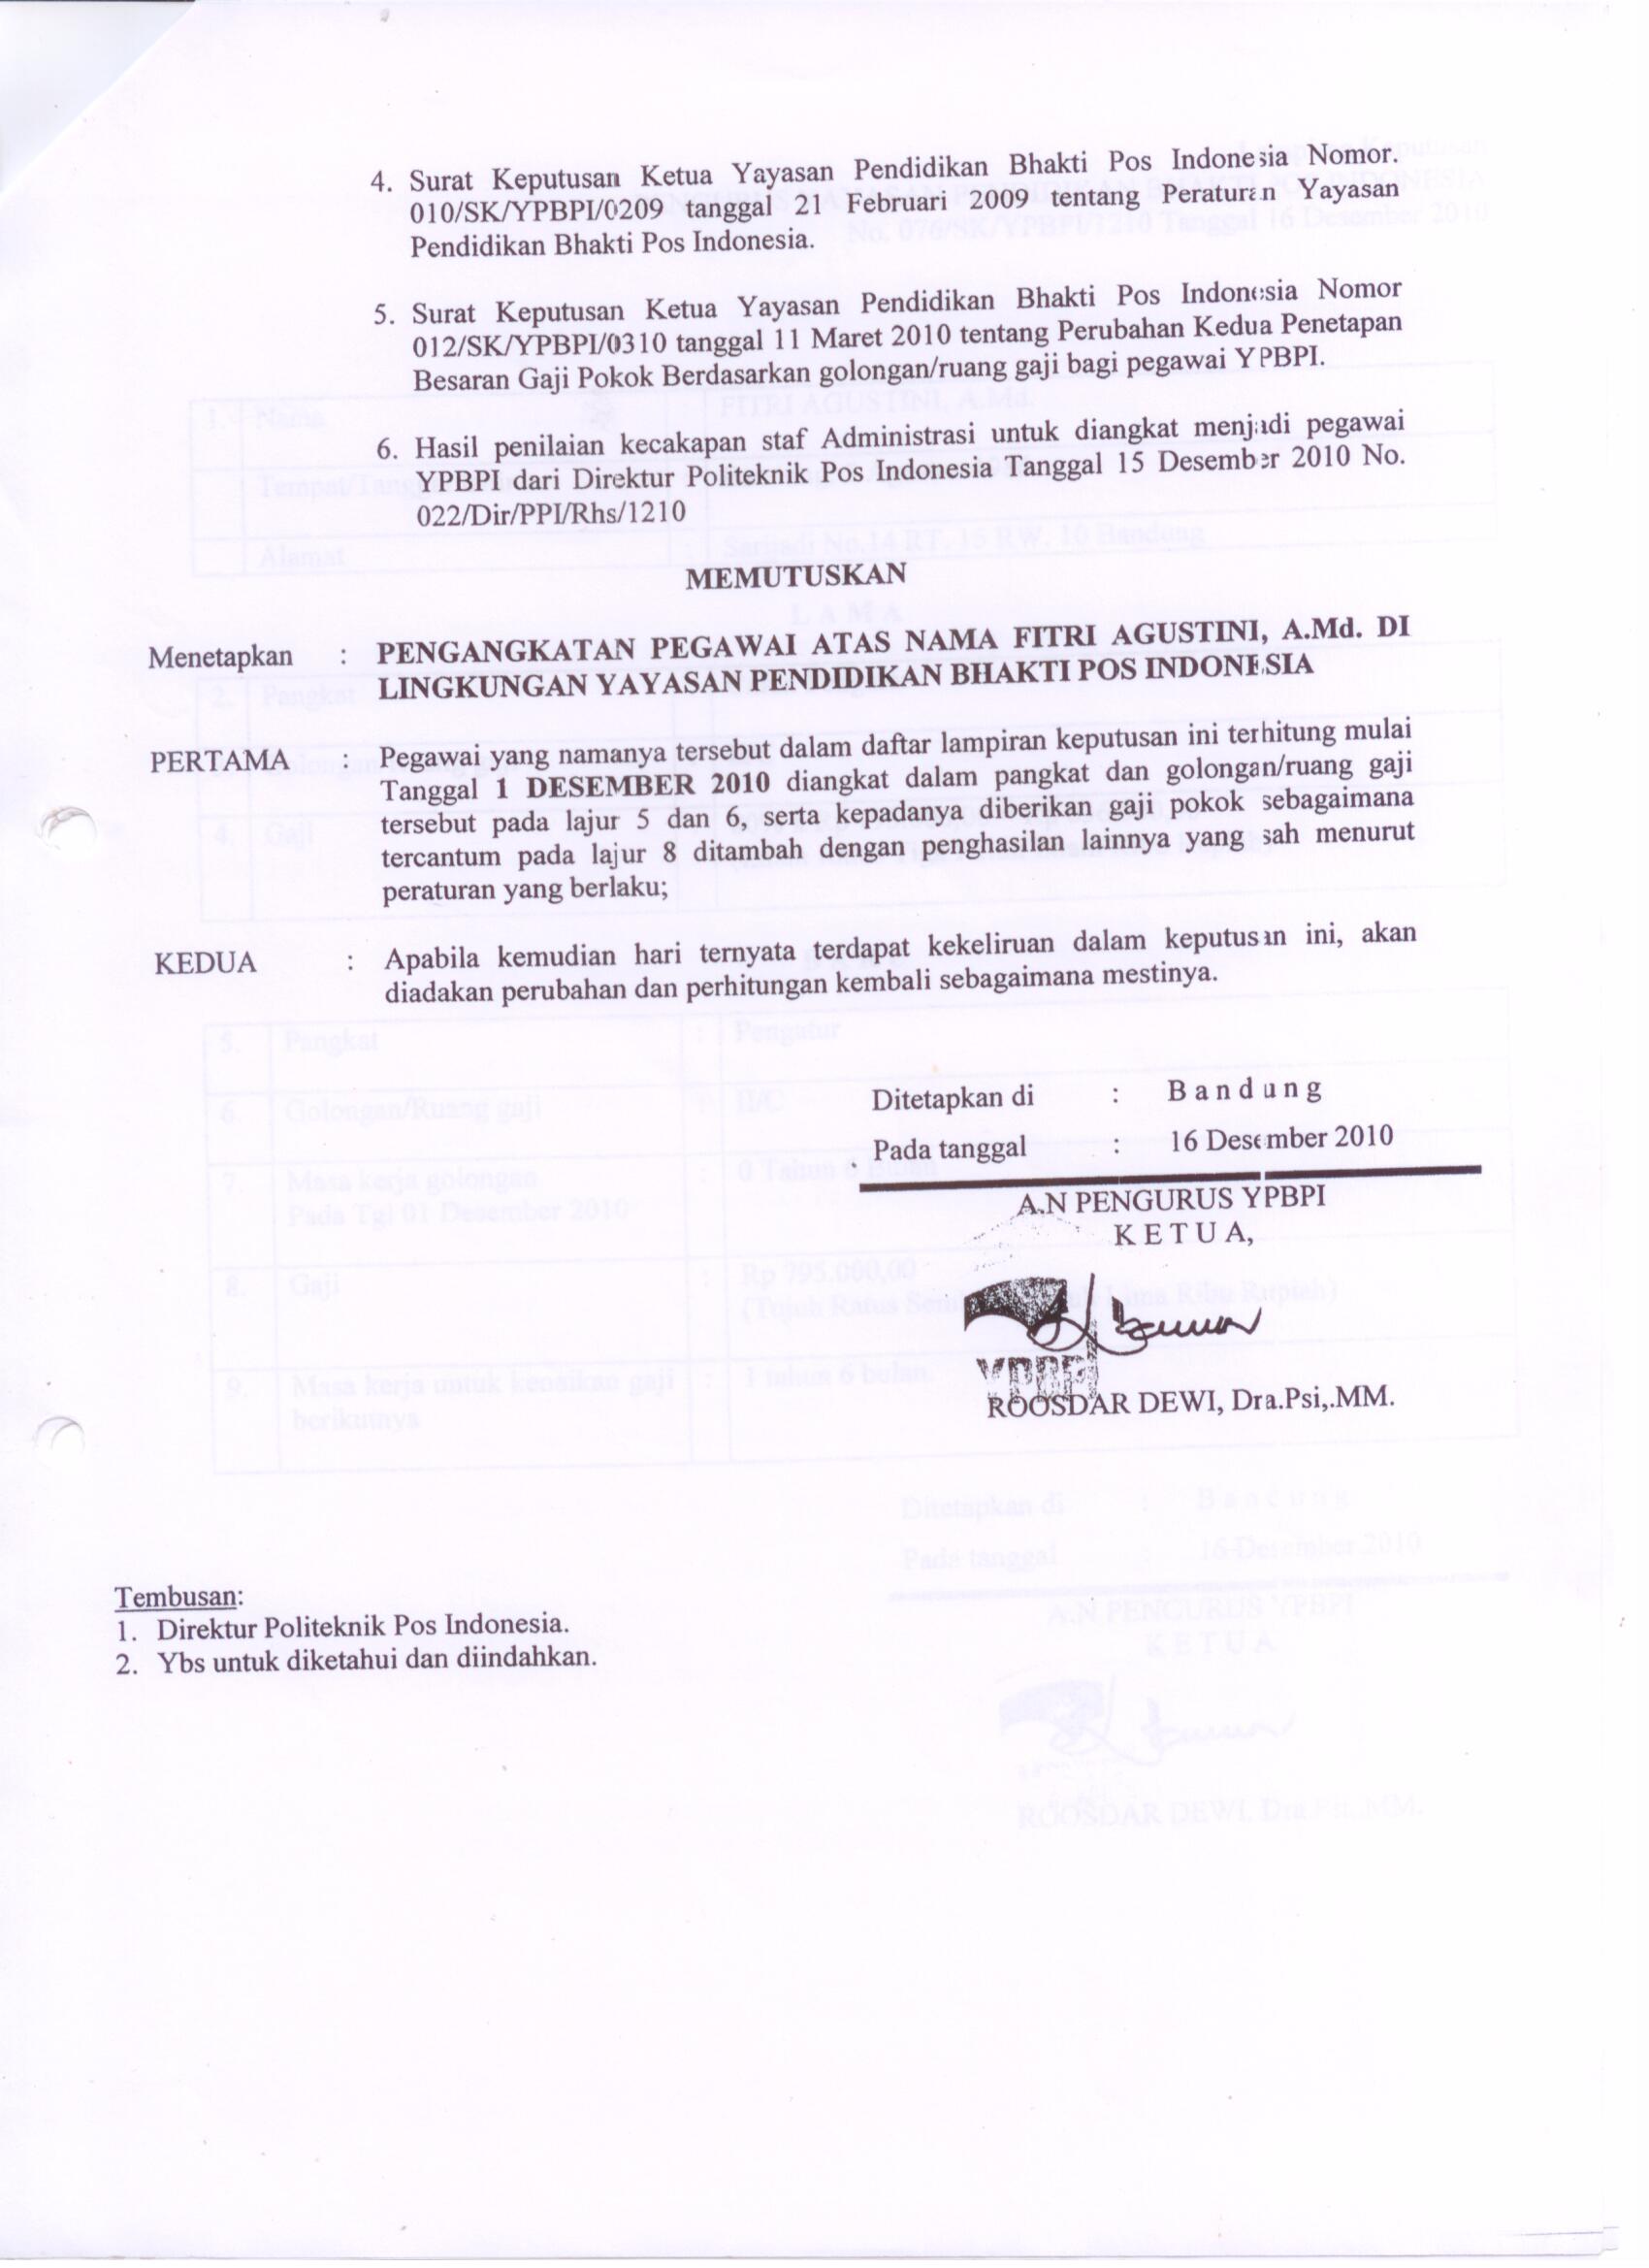 4. Surat Keputusan Ketua Yayasan Pendidikan Bhakti Pos Indonesia Nomor.
010/SK/YPBPI/0209 tanggal 21 Februari 2009 tentang Peraturan Yayasan
Pendidikan Bhakti Pos Indonesia.
5. Surat Keputusan Ketua Yayasan Pendidikan Bhakti Pos Indonesia Nomor
012/SK/YPBPI/0310 tanggal 11 Maret 2010 tentang Perubahan Kedua Penetapan
Besaran Gaji Pokok Berdasarkan golongan/ruang gaji bagi pegawai YPBPI.
6. Hasil penilaian kecakapan staf Administrasi untuk diangkat menjadi pegawai
YPBPI dari Direktur Politeknik Pos Indonesia Tanggal 15 Desember 2010 No.
022/Dir/PPI/Rhs/1210
MEMUTUSKAN
Menetapkan : PENGANGKATAN PEGAWAI ATAS NAMA FITRI AGUSTINI, A.Md. DI
LINGKUNGAN YAYASAN PENDIDIKAN BHAKTI POS INDONESIA
PERTAMA : Pegawai yang namanya tersebut dalam daftar lampiran keputusan ini terhitung mulai
Tanggal 1 DESEMBER 2010 diangkat dalam pangkat dan golongan/ruang gaji
tersebut pada lajur 5 dan 6, serta kepadanya diberikan gaji pokok sebagaimana
tercantum pada lajur 8 ditambah dengan penghasilan lainnya yang sah menurut
peraturan yang berlaku;
KEDUA : Apabila kemudian hari ternyata terdapat kekeliruan dalam keputusan ini, akan
diadakan perubahan dan perhitungan kembali sebagaimana mestinya.
Ditetapkan di : B a n d u n g
Pada tanggal : 16 Desember 2010
A.N PENGURUS YPBPI
K E T U A,
YPBPI
ROOSDAR DEWI, Dra.Psi,.MM.
Tembusan:
1. Direktur Politeknik Pos Indonesia.
2. Ybs untuk diketahui dan diindahkan.